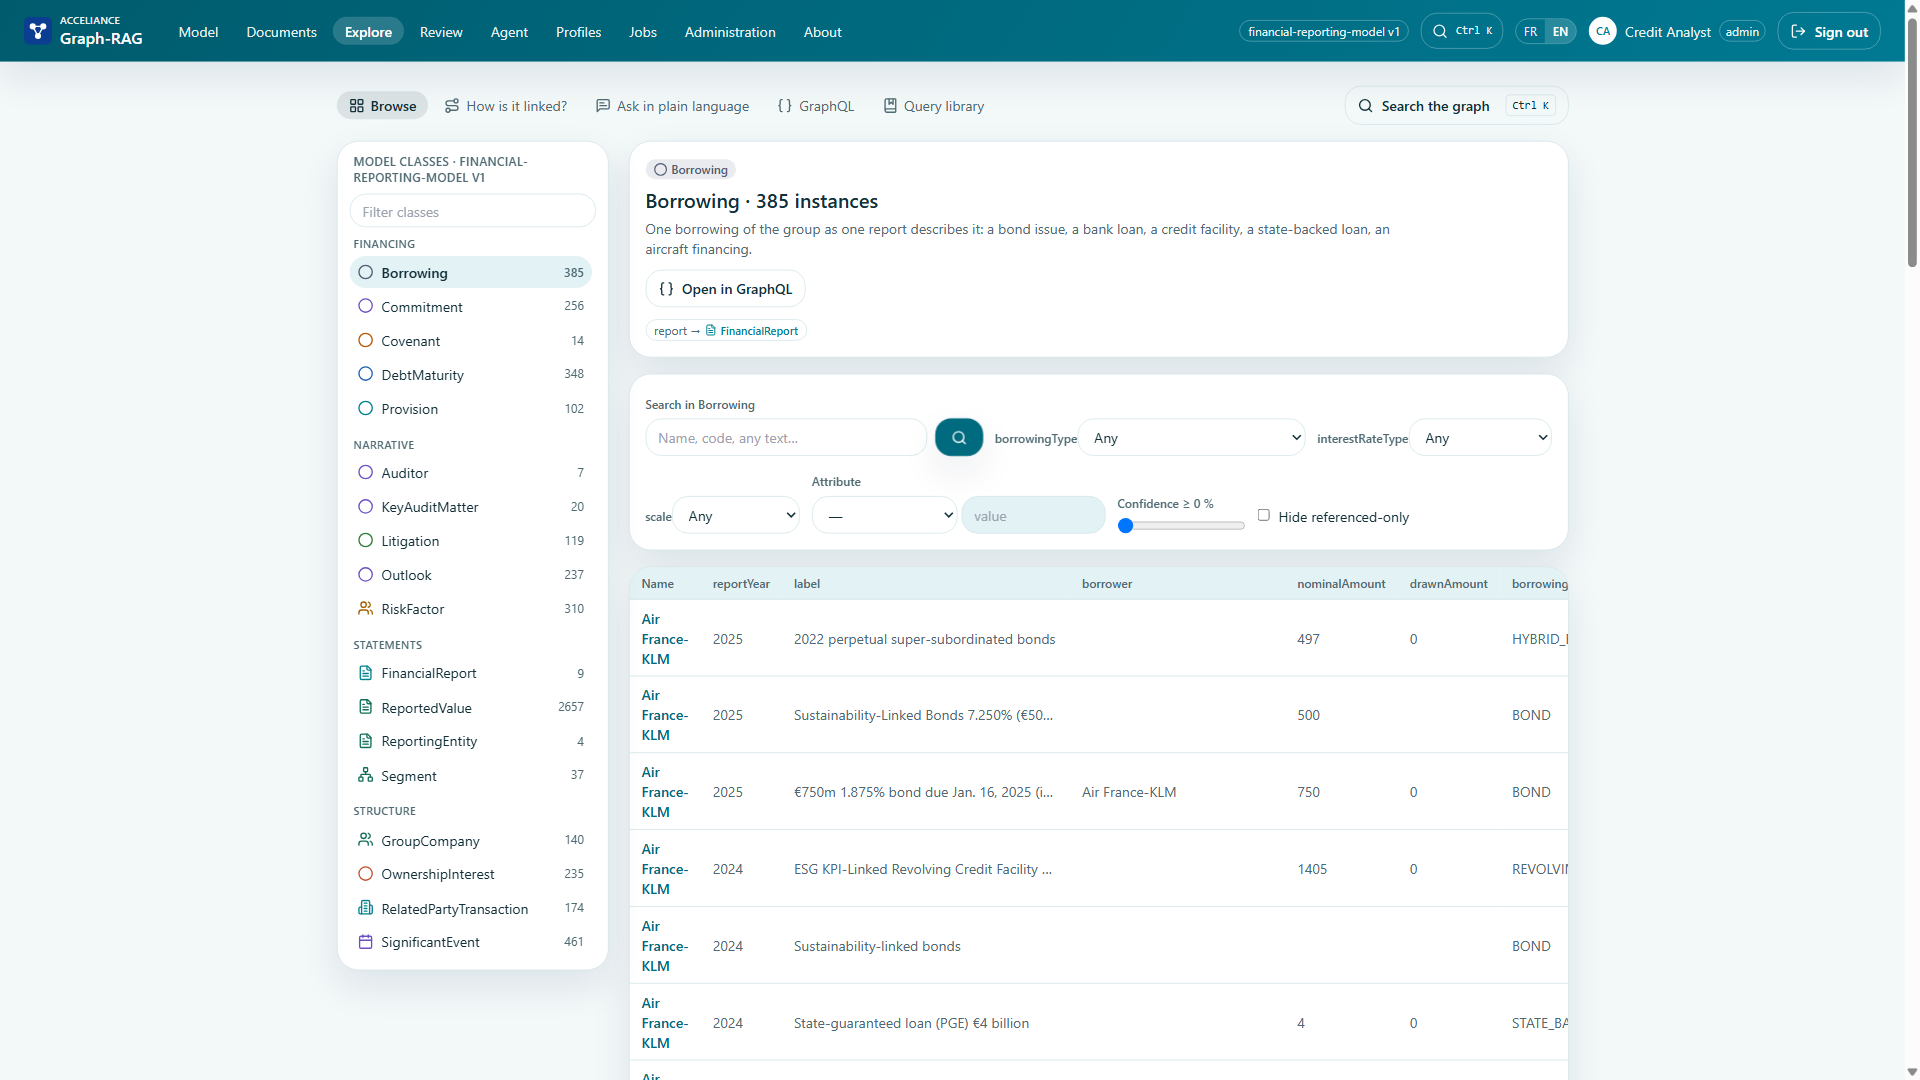 ACCELIANCE
Graph-RAG
Model
Documents
Explore
Review
Agent
Profiles
Jobs
Administration
About
financial-reporting-model v1
Ctrl K
FR
EN
CA
Credit Analyst
admin
Sign out
Browse
How is it linked?
Ask in plain language
GraphQL
Query library
Search the graph
Ctrl K
MODEL CLASSES · FINANCIAL-
REPORTING-MODEL V1
Filter classes
FINANCING
Borrowing 385
Commitment 256
Covenant 14
DebtMaturity 348
Provision 102
NARRATIVE
Auditor 7
KeyAuditMatter 20
Litigation 119
Outlook 237
RiskFactor 310
STATEMENTS
FinancialReport 9
ReportedValue 2657
ReportingEntity 4
Segment 37
STRUCTURE
GroupCompany 140
OwnershipInterest 235
RelatedPartyTransaction 174
SignificantEvent 461
Borrowing
Borrowing · 385 instances
One borrowing of the group as one report describes it: a bond issue, a bank loan, a credit facility, a state-backed loan, an
aircraft financing.
{ } Open in GraphQL
report → FinancialReport
Search in Borrowing
Name, code, any text...
borrowingType Any
interestRateType Any
Attribute
scale Any
—
value
Confidence ≥ 0 %
Hide referenced-only
Name reportYear label borrower nominalAmount drawnAmount borrowing
Air
France-
KLM
2025 2022 perpetual super-subordinated bonds 497 0 HYBRID_
Air
France-
KLM
2025 Sustainability-Linked Bonds 7.250% (€50... 500 BOND
Air
France-
KLM
2025 €750m 1.875% bond due Jan. 16, 2025 (i... Air France-KLM 750 0 BOND
Air
France-
KLM
2024 ESG KPI-Linked Revolving Credit Facility ... 1405 0 REVOLVI
Air
France-
KLM
2024 Sustainability-linked bonds BOND
Air
France-
KLM
2024 State-guaranteed loan (PGE) €4 billion 4 0 STATE_BA
Air